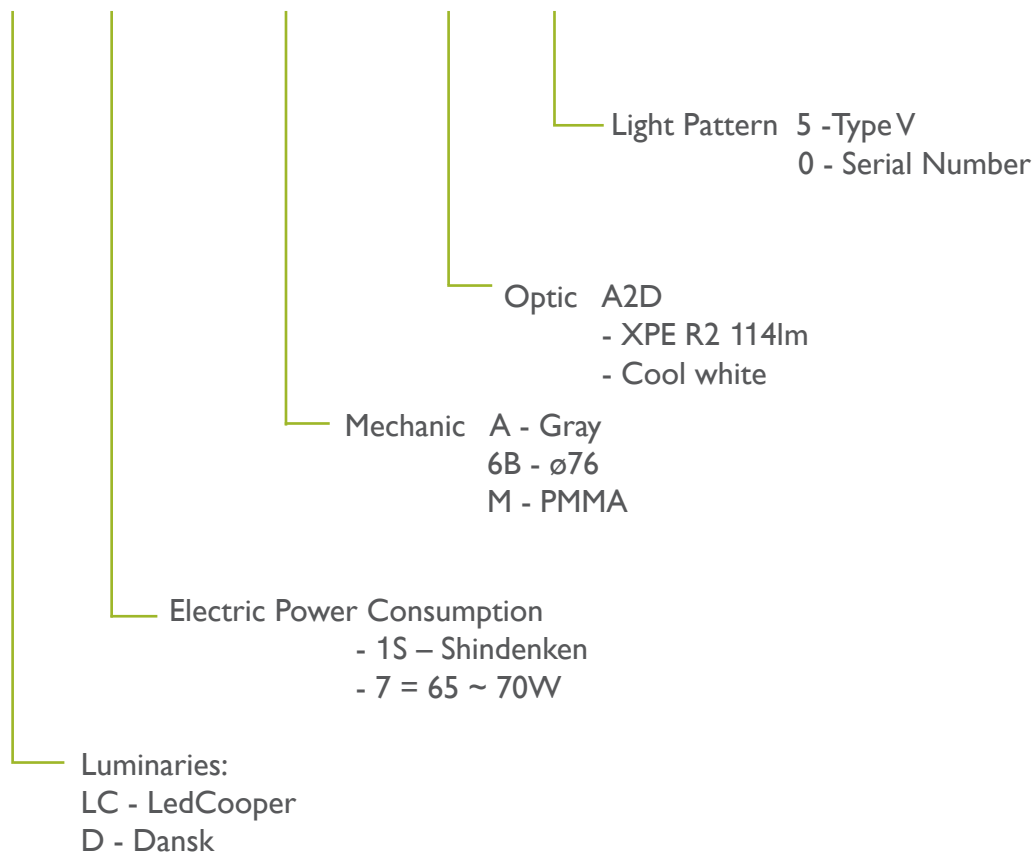 Light Pattern 5 -Type V
0 - Serial Number
Optic A2D
- XPE R2 114lm
- Cool white
Mechanic A - Gray
6B - ø76
M - PMMA
Electric Power Consumption
- 1S – Shindenken
- 7 = 65 ~ 70W
Luminaries:
LC - LedCooper
D - Dansk